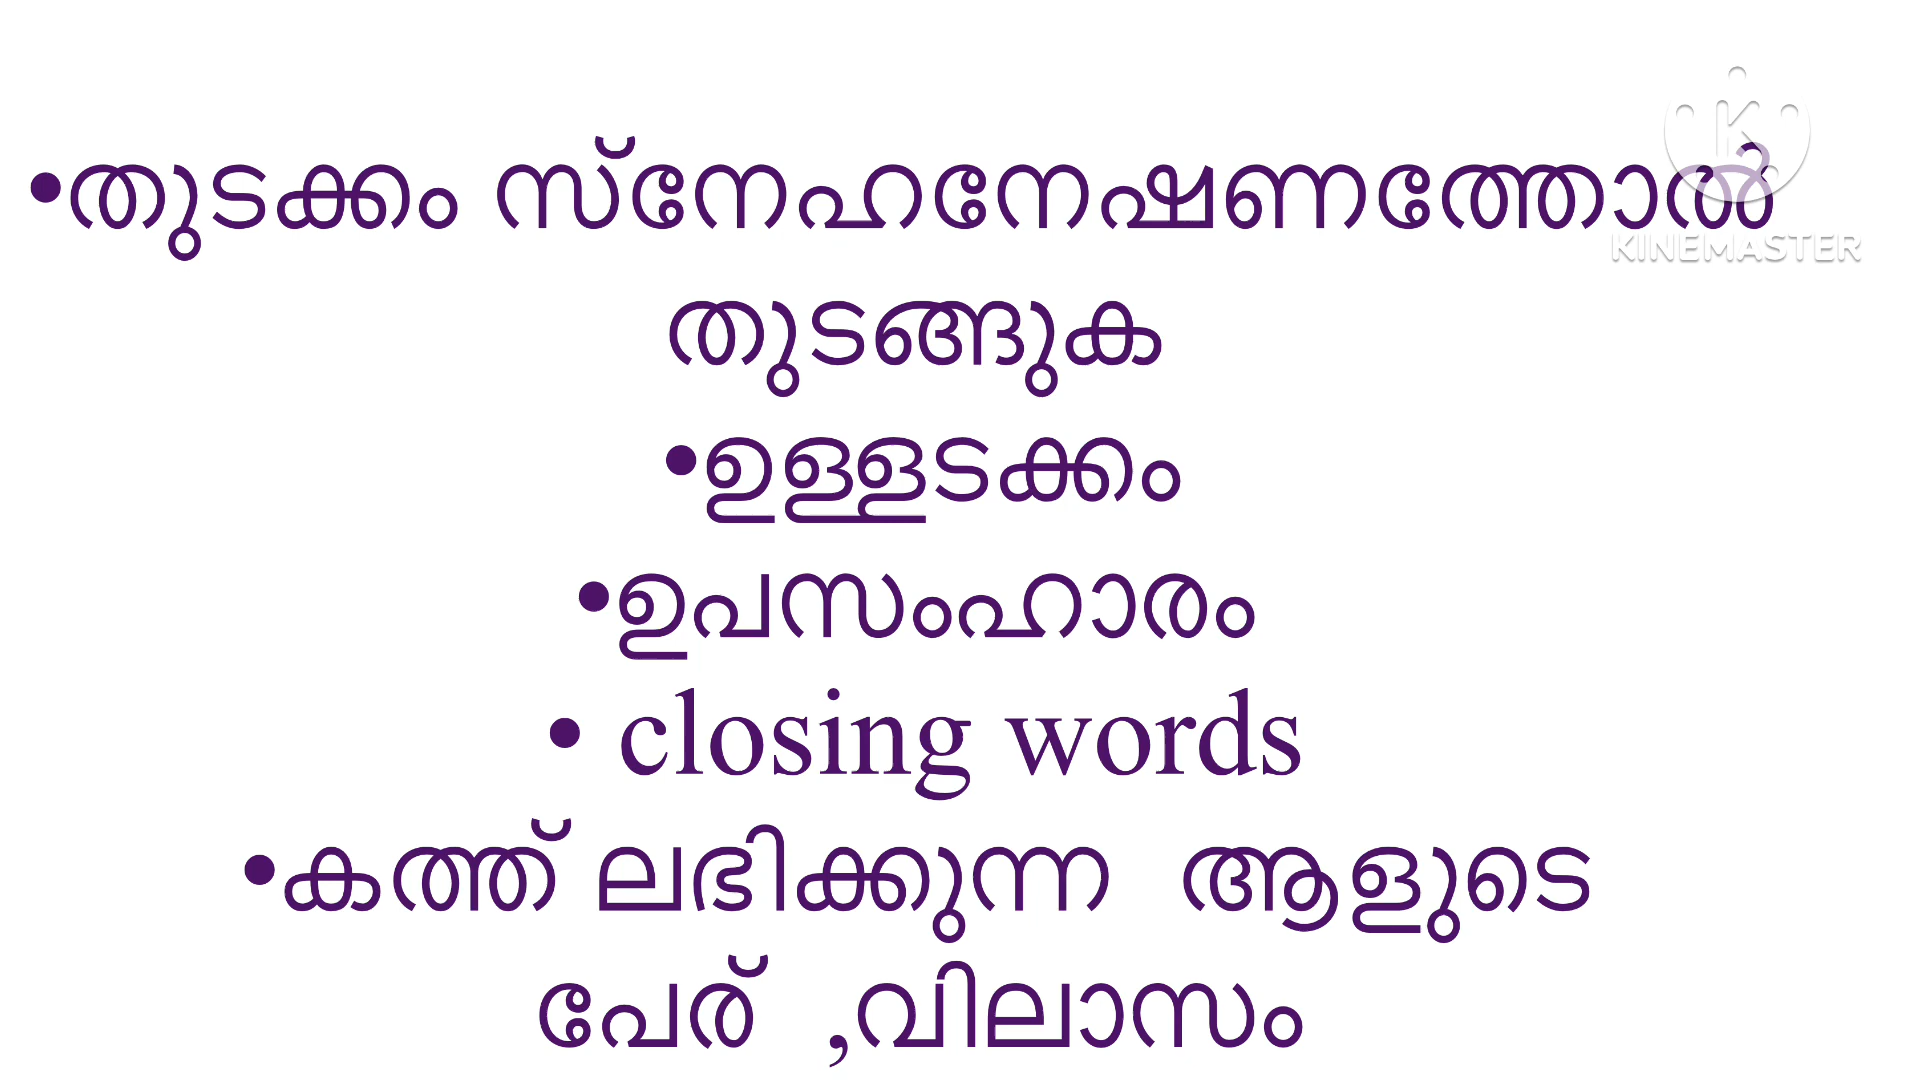 •തുടക്കം സ്നേഹനേഷണത്തോൽ
തുടങ്ങുക
•ഉള്ളടക്കം
•ഉപസംഹാരം
• closing words
•കത്ത് ലഭിക്കുന്ന ആളുടെ
പേര് ,വിലാസം
KINEMASTER